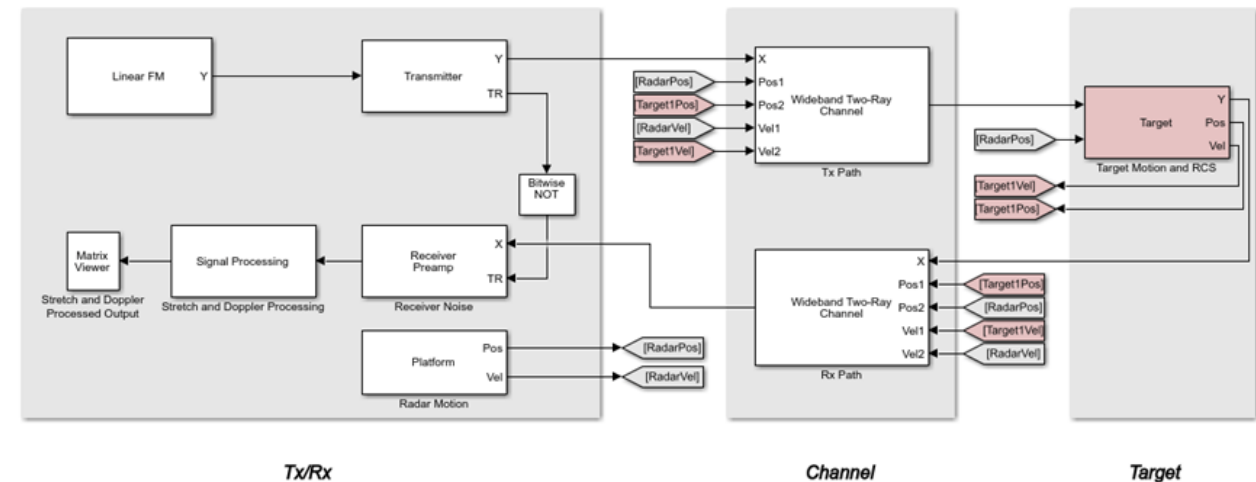 Linear FM
Y
Transmitter
Y
TR
Bitwise
NOT
Matrix
Viewer
Stretch and Doppler
Processed Output
Signal Processing
Stretch and Doppler Processing
Receiver
Preamp
X
TR
Receiver Noise
Platform
Pos
Vel
Radar Motion
[RadarPos]
[RadarVel]
[RadarPos]
[Target1Pos]
[RadarVel]
[Target1Vel]
X
Pos1
Pos2
Vel1
Vel2
Wideband Two-Ray
Channel
Tx Path
X
Pos1
Pos2
Vel1
Vel2
Wideband Two-Ray
Channel
Rx Path
[Target1Pos]
[RadarPos]
[Target1Vel]
[RadarVel]
[RadarPos]
Target
Y
Pos
Vel
Target Motion and RCS
[Target1Vel]
[Target1Pos]
Tx/Rx
Channel
Target